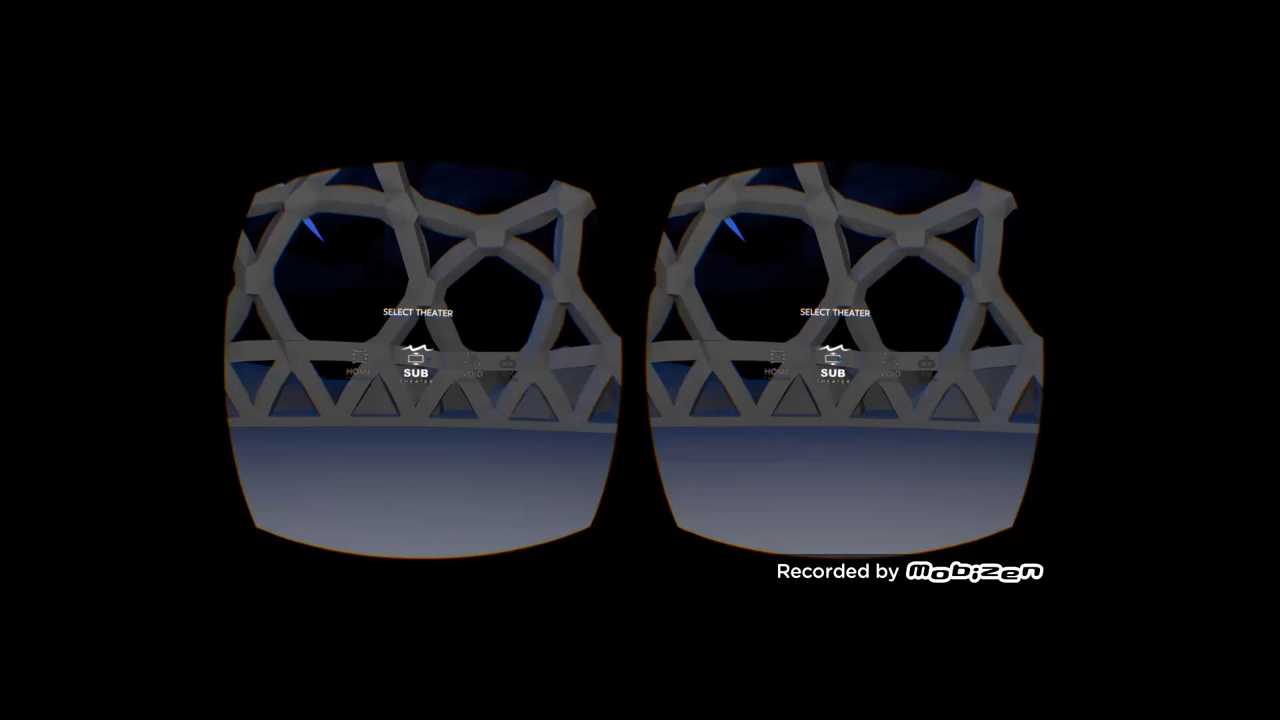 SELECT THEATER
SELECT THEATER
HOME
SUB
THEATER
VOID
HOME
SUB
THEATER
VOID
Recorded by mobizen